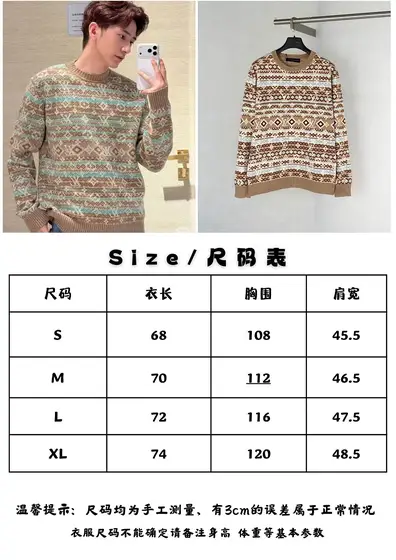 Size/尺码表
尺码 衣长 胸围 肩宽
S 68 108 45.5
M 70 112 46.5
L 72 116 47.5
XL 74 120 48.5
温馨提示: 尺码均为手工测量、有3cm的误差属于正常情况
衣服尺码不能确定请备注身高 体重等基本参数